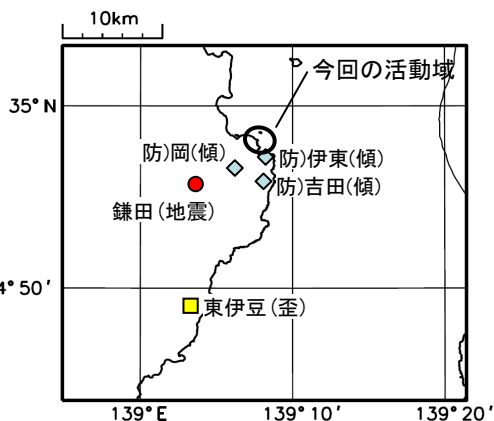 10km
今回の活動域
35°N
防)岡(傾)
防)伊東(傾)
防)吉田(傾)
鎌田(地震)
4°50'
東伊豆(歪)
139°E
139°10'
139°20'